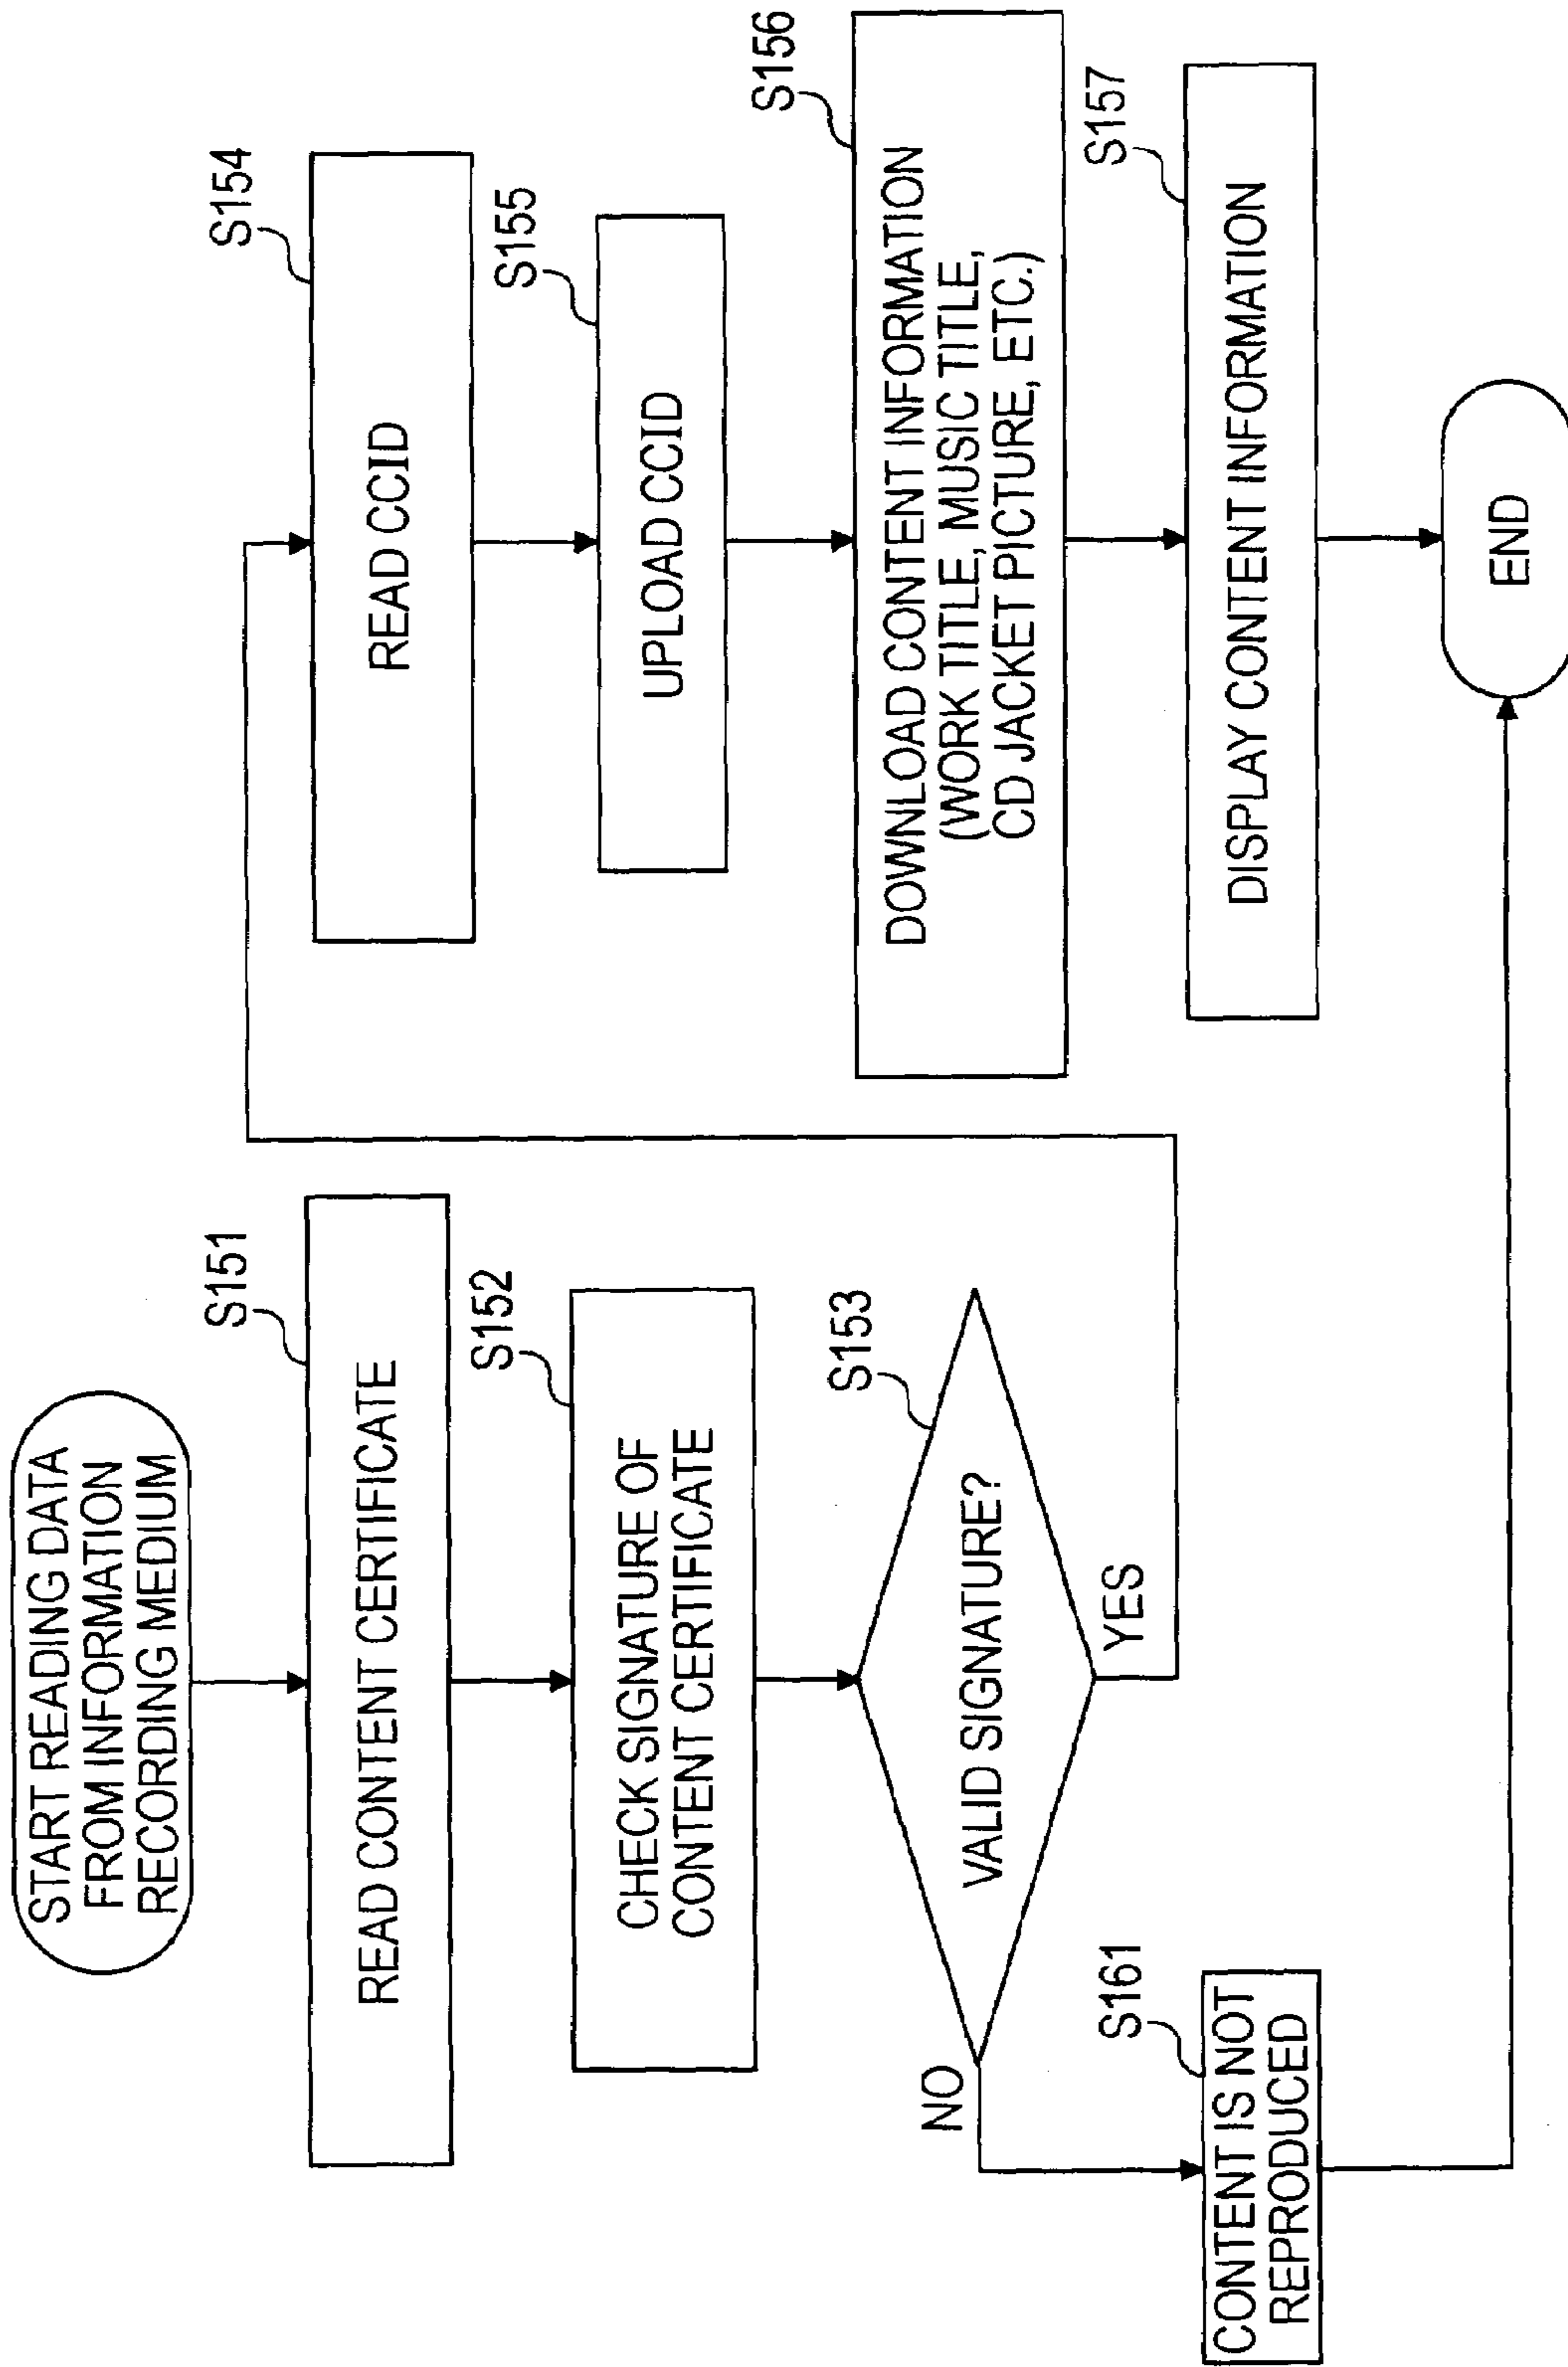 START READING DATA
FROM INFORMATION
RECORDING MEDIUM
S151
READ CONTENT CERTIFICATE
S152
CHECK SIGNATURE OF
CONTENT CERTIFICATE
S153
VALID SIGNATURE?
NO
YES
S161
CONTENT IS NOT
REPRODUCED
S154
READ CCID
S155
UPLOAD CCID
S156
DOWNLOAD CONTENT INFORMATION
(WORK TITLE, MUSIC TITLE,
CD JACKET PICTURE, ETC.)
S157
DISPLAY CONTENT INFORMATION
END